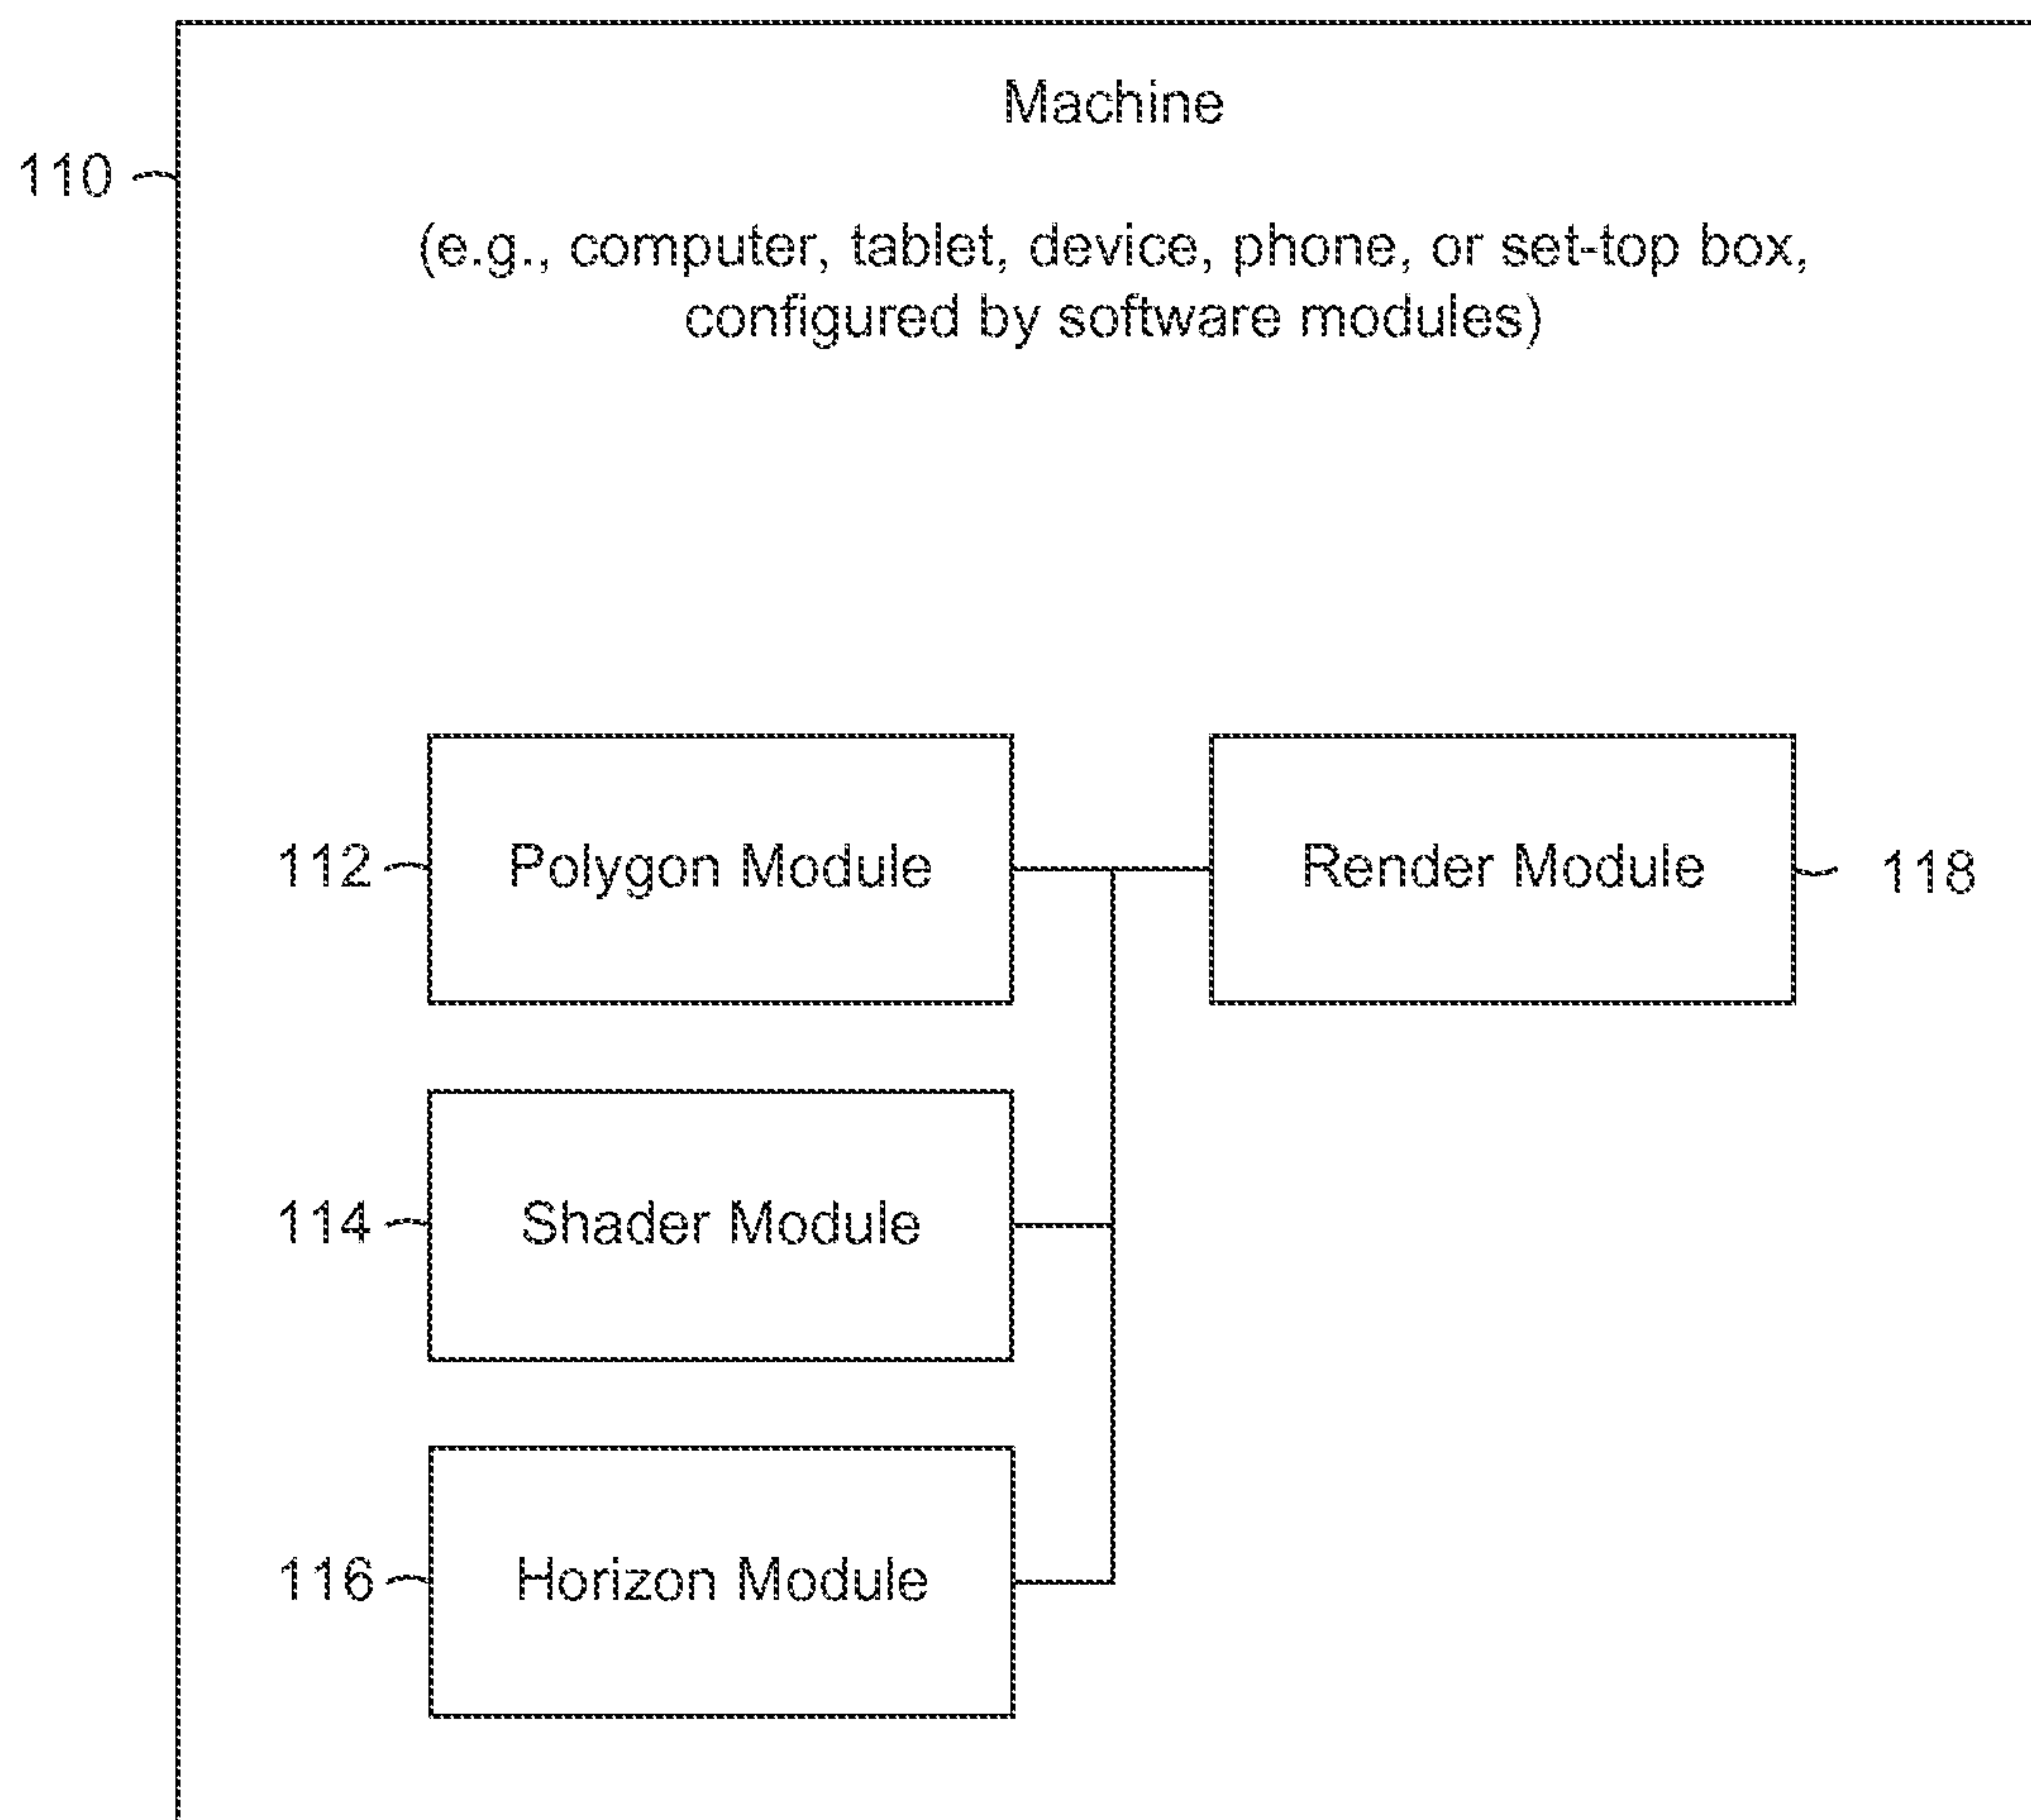 Machine
110
(e.g., computer, tablet, device, phone, or set-top box,
configured by software modules)
112
Polygon Module
Render Module
118
114
Shader Module
116
Horizon Module